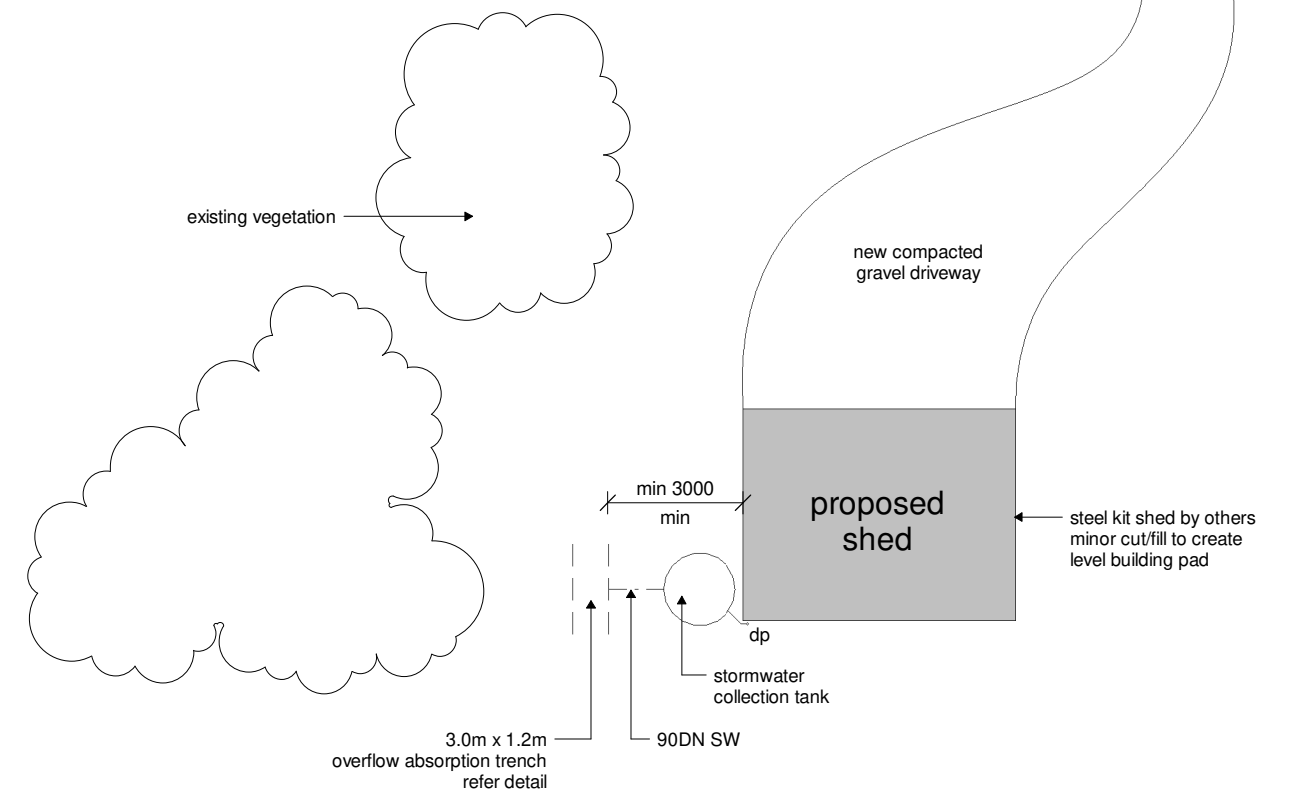 existing vegetation
new compacted
gravel driveway
min 3000
min
proposed
shed
steel kit shed by others
minor cut/fill to create
level building pad
dp
stormwater
collection tank
3.0m x 1.2m
overflow absorption trench
refer detail
90DN SW